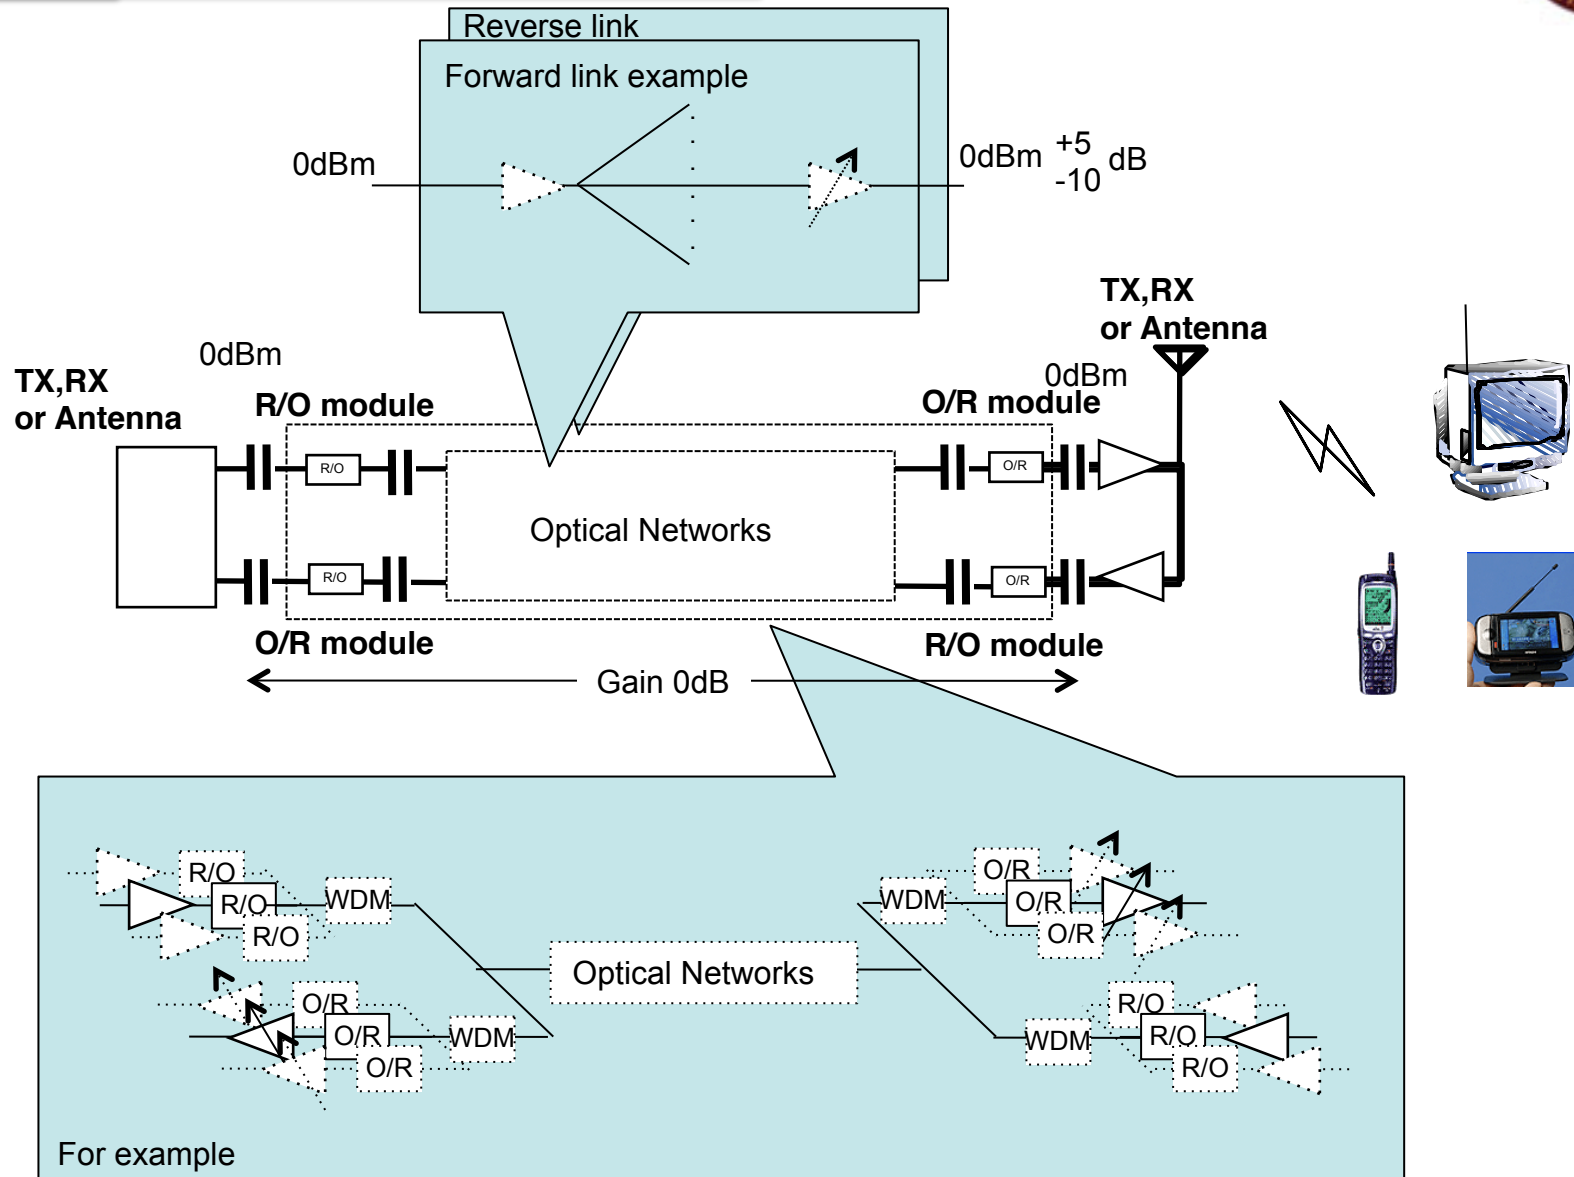 Reverse link
Forward link example
0dBm
0dBm +5 -10 dB
TX,RX
or Antenna
0dBm
0dBm
TX,RX
or Antenna
R/O module
O/R module
R/O
O/R
Optical Networks
R/O
O/R
O/R module
R/O module
Gain 0dB
R/O
R/O
R/O
WDM
O/R
O/R
O/R
WDM
Optical Networks
WDM
O/R
O/R
O/R
WDM
R/O
R/O
R/O
For example